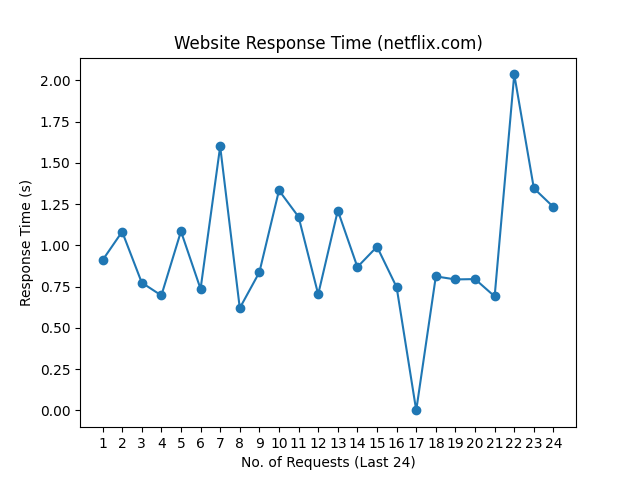 Website Response Time (netflix.com)
2.00
1.75
1.50
1.25
1.00
0.75
0.50
0.25
0.00
Response Time (s)
1 2 3 4 5 6 7 8 9 10 11 12 13 14 15 16 17 18 19 20 21 22 23 24
No. of Requests (Last 24)